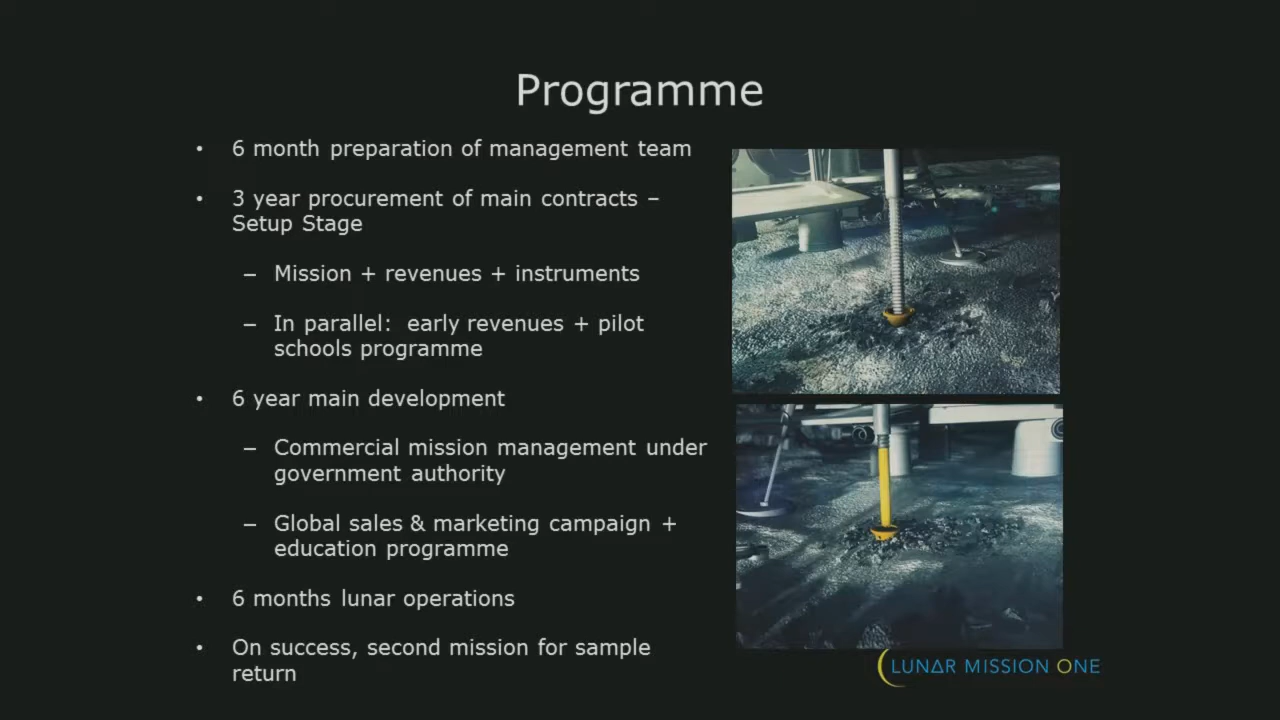 Programme
• 6 month preparation of management team
• 3 year procurement of main contracts –
Setup Stage
– Mission + revenues + instruments
– In parallel: early revenues + pilot
schools programme
• 6 year main development
– Commercial mission management under
government authority
– Global sales & marketing campaign +
education programme
• 6 months lunar operations
• On success, second mission for sample
return
LUNAR MISSION ONE